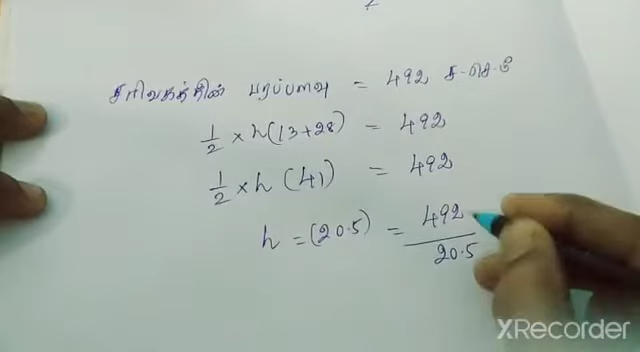 சரிவகத்தின் பரப்பளவு = 492 ச.செ.மீ
1/2 × h(13+28) = 492
1/2 × h (41) = 492
h = (20.5) = 492/20.5
XRecorder